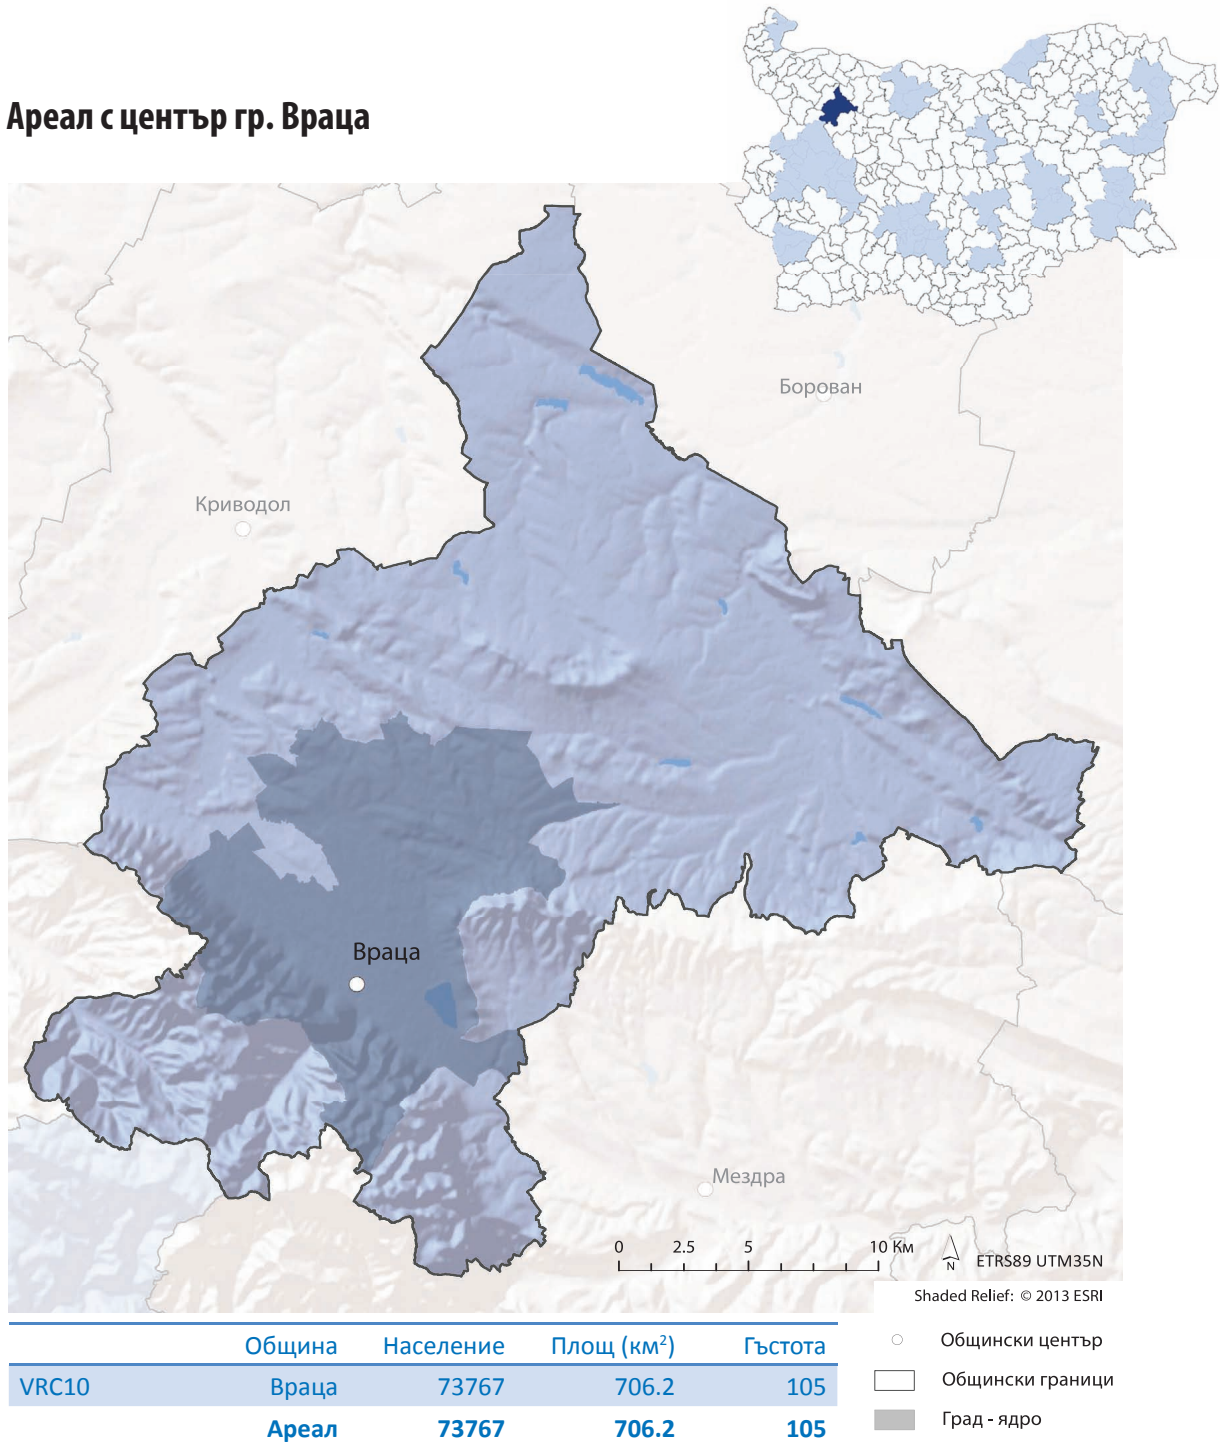 Ареал с център гр. Враца
Борован
Криводол
Враца
Мездра
0 2.5 5 10 Км
N
ETRS89 UTM35N
Shaded Relief: © 2013 ESRI
Община Население Площ (км²) Гъстота
VRC10 Враца 73767 706.2 105
Ареал 73767 706.2 105
Общински център
Общински граници
Град - ядро